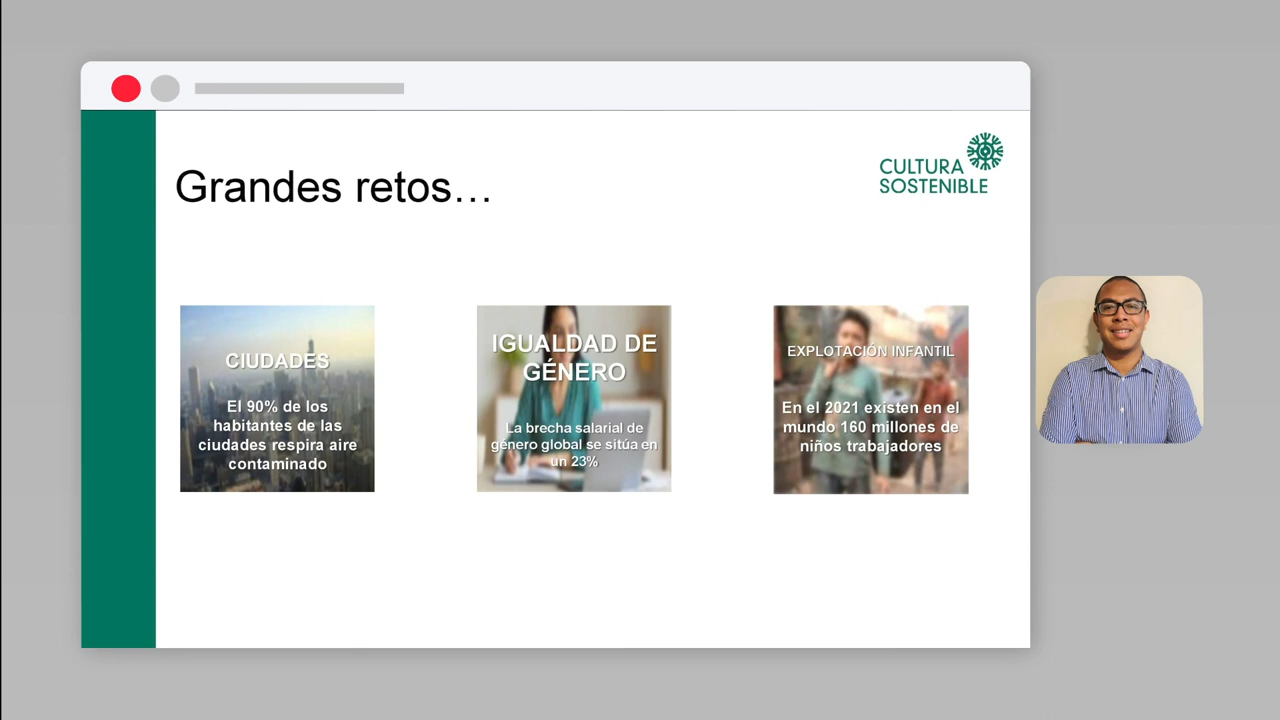 CULTURA
SOSTENIBLE
Grandes retos…
CIUDADES
El 90% de los
habitantes de las
ciudades respira aire
contaminado
IGUALDAD DE
GÉNERO
La brecha salarial de
género global se sitúa en
un 23%
EXPLOTACIÓN INFANTIL
En el 2021 existen en el
mundo 160 millones de
niños trabajadores